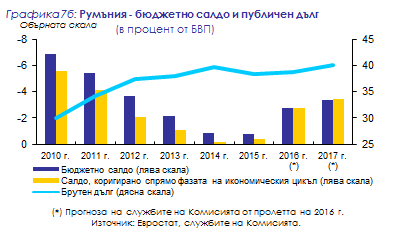 Графика7б: Румъния - бюджетно салдо и публичен дълг
Обърната скала
(в процент от БВП)
-8
-6
-4
-2
0
40
35
30
25
45
2010 г. 2011 г. 2012 г. 2013 г. 2014 г. 2015 г. 2016 г. 2017 г.
(*) (*)
Бюджетно салдо (лява скала)
Салдо, коригирано спрямо фазата на икономическия цикъл (лява скала)
Брутен дълг (дясна скала)
(*) Прогноза на службите на Комисията от пролетта на 2016 г.
Източник: Евростат, службите на Комисията.